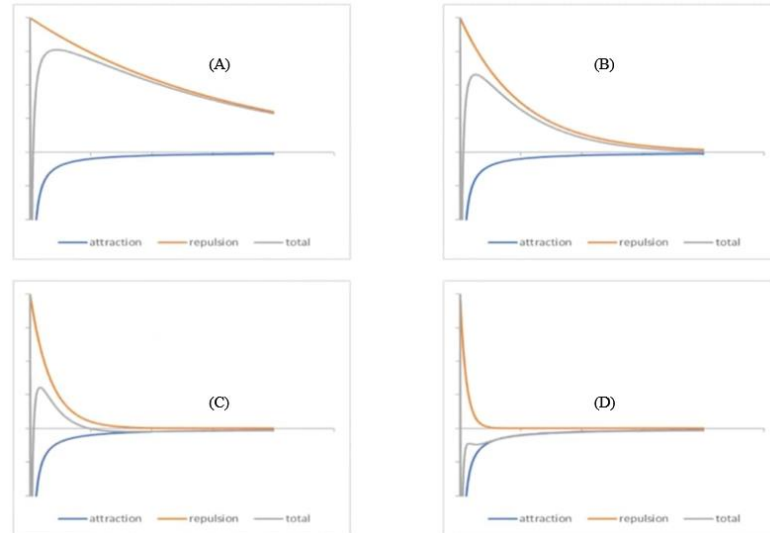 (A)
attraction repulsion total
(B)
attraction repulsion total
(C)
attraction repulsion total
(D)
attraction repulsion total